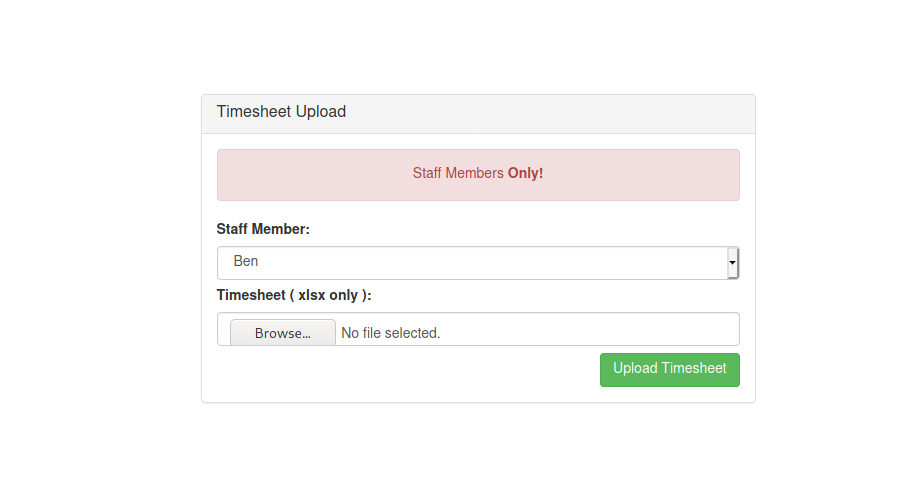 Timesheet Upload
Staff Members Only!
Staff Member:
Ben
Timesheet ( xlsx only ):
Browse... No file selected.
Upload Timesheet